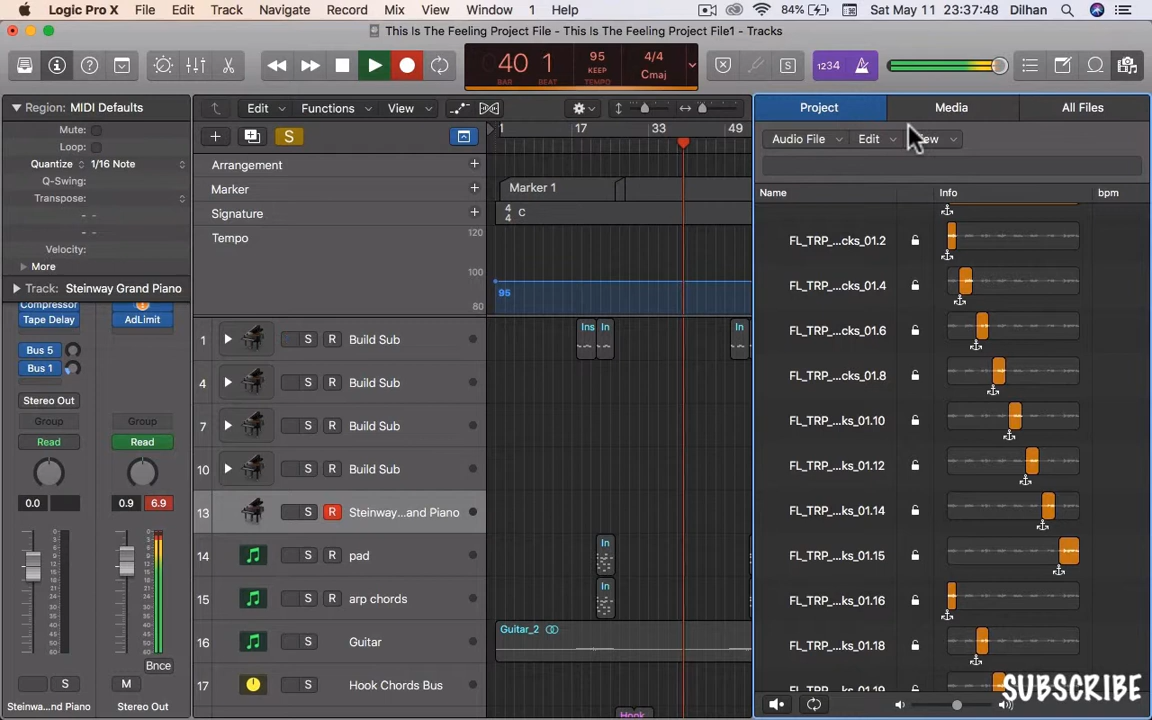 Logic Pro X File Edit Track Navigate Record Mix View Window 1 Help 84% Sat May 11 23:37:48 Dilhan
This Is The Feeling Project File - This Is The Feeling Project File1 - Tracks
40 1 95 4/4
BAR BEAT KEEP TEMPO Cmaj
1234 S
Region: MIDI Defaults
Mute:
Loop:
Quantize 1/16 Note
Q-Swing:
Transpose:
Velocity:
More
Track: Steinway Grand Piano
Compressor
Tape Delay AdLimit
Bus 5
Bus 1
Stereo Out
Group Group
Read Read
0.0 0.9 6.9
Bnce
S M
Steinwa...nd Piano Stereo Out
Edit Functions View
S
1 17 33 49
Arrangement
Marker Marker 1
Signature 4/4 C
Tempo 120
100
95
80
1 S Build Sub Ins In In
4 S Build Sub
7 S Build Sub
10 S Build Sub
13 S R Steinway...and Piano
14 S R pad In
15 S R arp chords In
16 S Guitar Guitar_2
17 S Hook Chords Bus
Hook
Project Media All Files
Audio File Edit View
Name Info bpm
FL_TRP_...cks_01.2
FL_TRP_...cks_01.4
FL_TRP_...cks_01.6
FL_TRP_...cks_01.8
FL_TRP_...ks_01.10
FL_TRP_...ks_01.12
FL_TRP_...ks_01.14
FL_TRP_...ks_01.15
FL_TRP_...ks_01.16
FL_TRP_...ks_01.18
FL_TRP_...ks_01.19
SUBSCRIBE